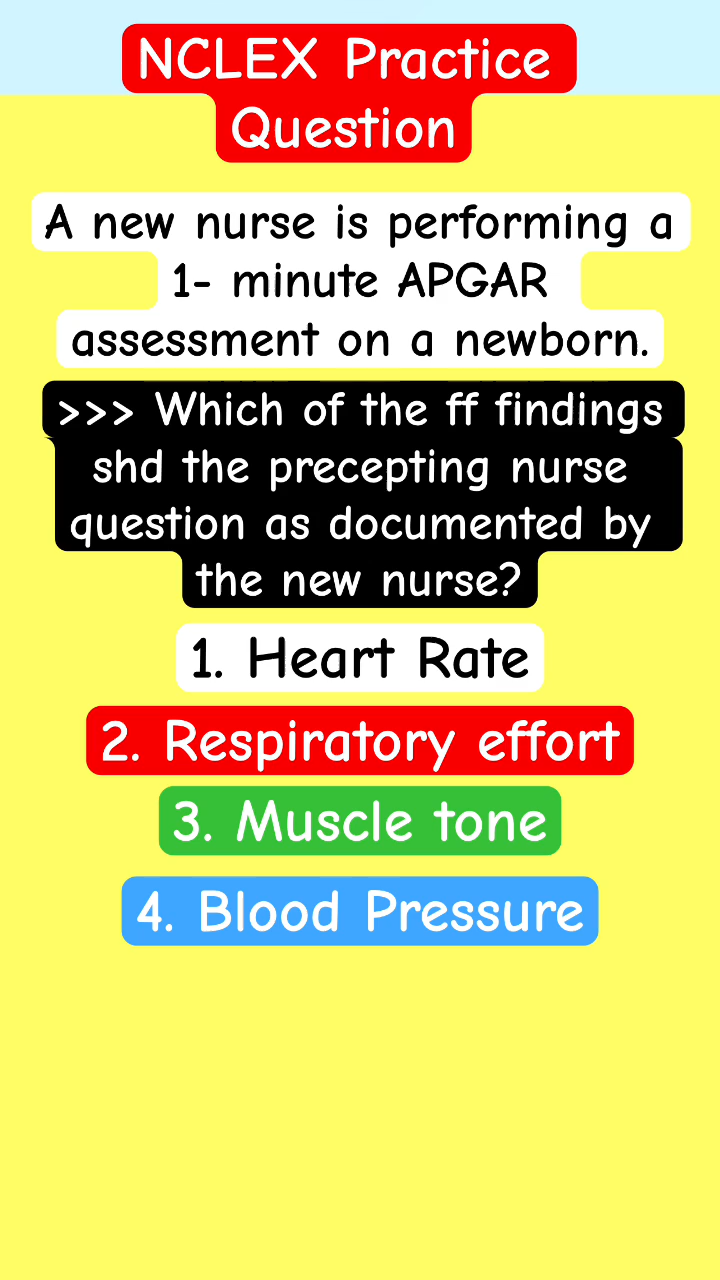 NCLEX Practice
Question
A new nurse is performing a
1- minute APGAR
assessment on a newborn.
>>> Which of the ff findings
shd the precepting nurse
question as documented by
the new nurse?
1. Heart Rate
2. Respiratory effort
3. Muscle tone
4. Blood Pressure